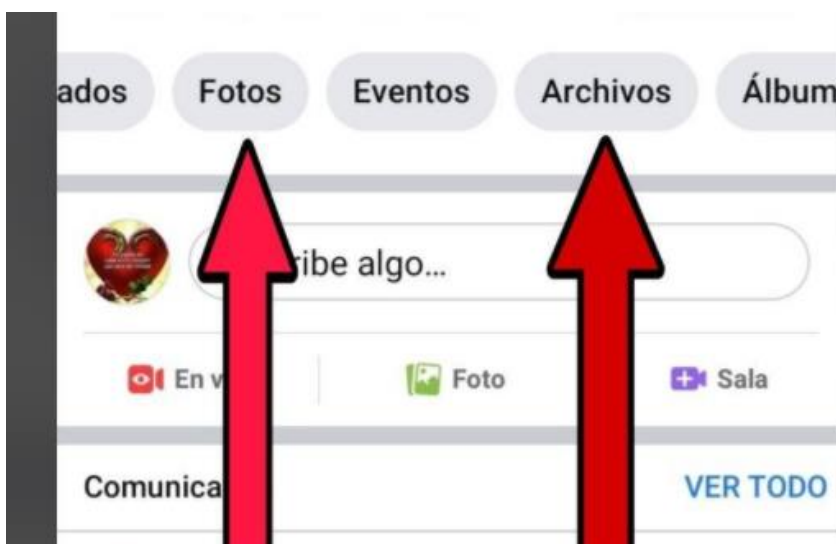 ados Fotos Eventos Archivos Álbum
ribe algo...
En v Foto Sala
Comunica VER TODO